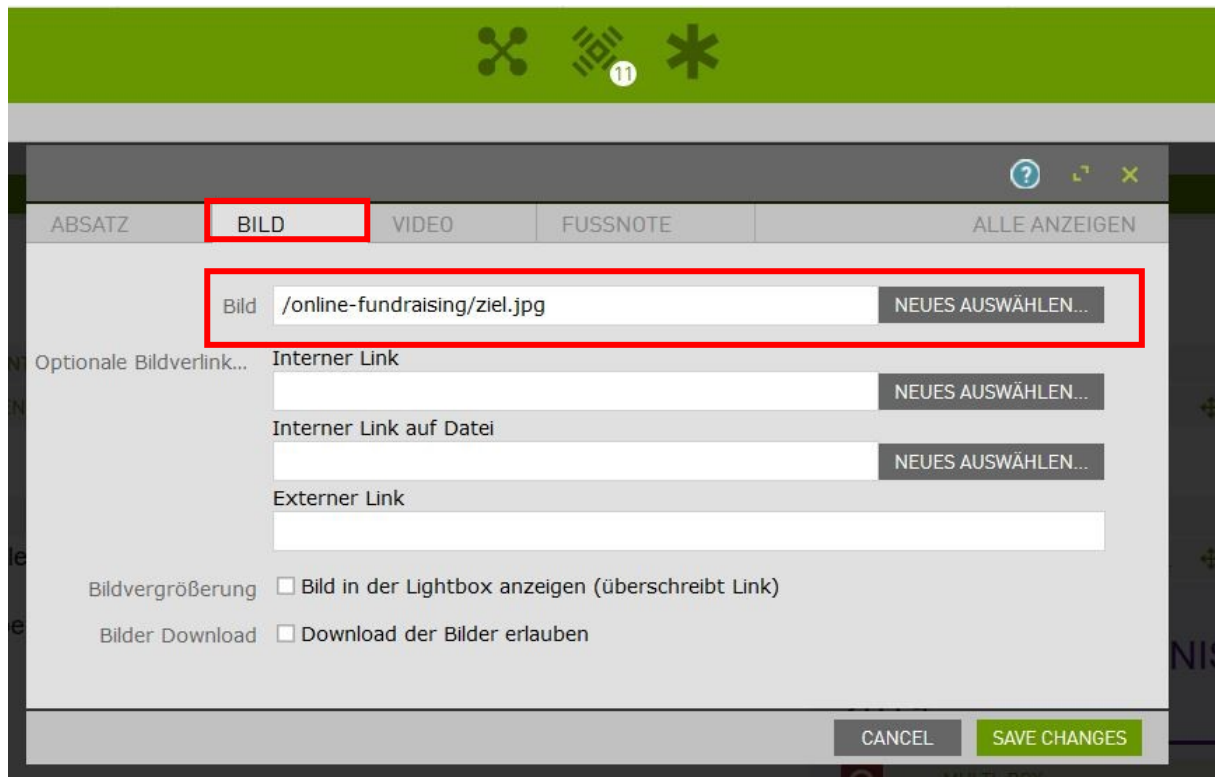 11
?
ABSATZ BILD VIDEO FUSSNOTE ALLE ANZEIGEN
Bild /online-fundraising/ziel.jpg NEUES AUSWÄHLEN...
Optionale Bildverlink... Interner Link
NEUES AUSWÄHLEN...
Interner Link auf Datei
NEUES AUSWÄHLEN...
Externer Link
Bildvergrößerung Bild in der Lightbox anzeigen (überschreibt Link)
Bilder Download Download der Bilder erlauben
CANCEL SAVE CHANGES